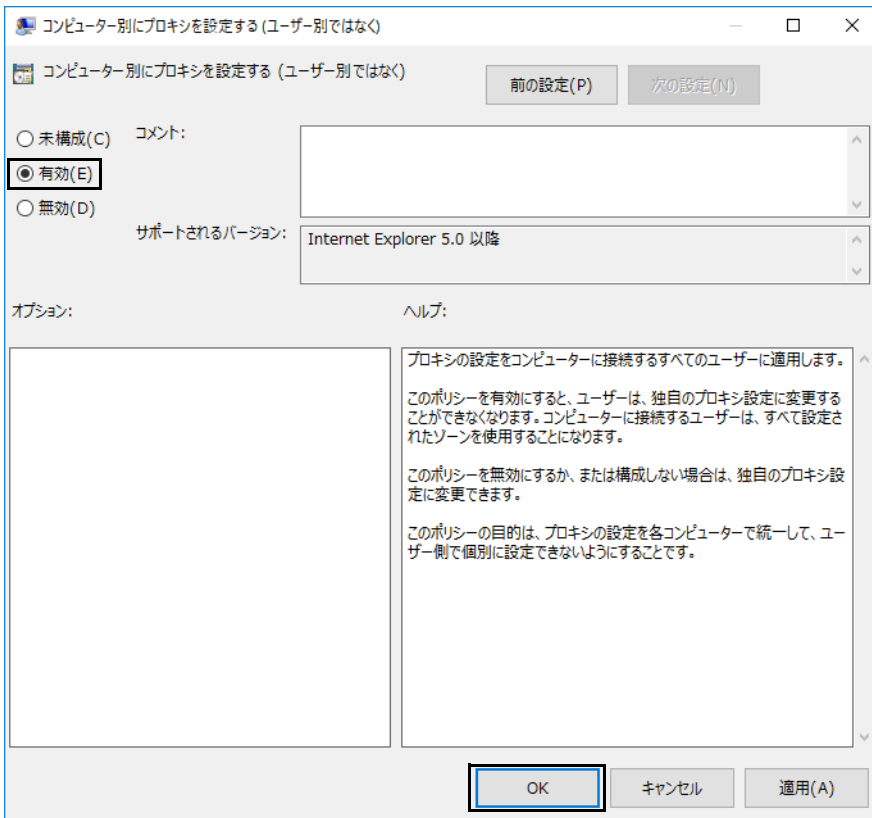 コンピューター別にプロキシを設定する (ユーザー別ではなく)
コンピューター別にプロキシを設定する (ユーザー別ではなく)
前の設定(P)
次の設定(N)
未構成(C)
コメント:
有効(E)
無効(D)
サポートされるバージョン:
Internet Explorer 5.0 以降
オプション:
ヘルプ:
プロキシの設定をコンピューターに接続するすべてのユーザーに適用します。
このポリシーを有効にすると、ユーザーは、独自のプロキシ設定に変更する
ことができなくなります。コンピューターに接続するユーザーは、すべて設定さ
れたゾーンを使用することになります。
このポリシーを無効にするか、または構成しない場合は、独自のプロキシ設
定に変更できます。
このポリシーの目的は、プロキシの設定を各コンピューターで統一して、ユー
ザー側で個別に設定できないようにすることです。
OK
キャンセル
適用(A)